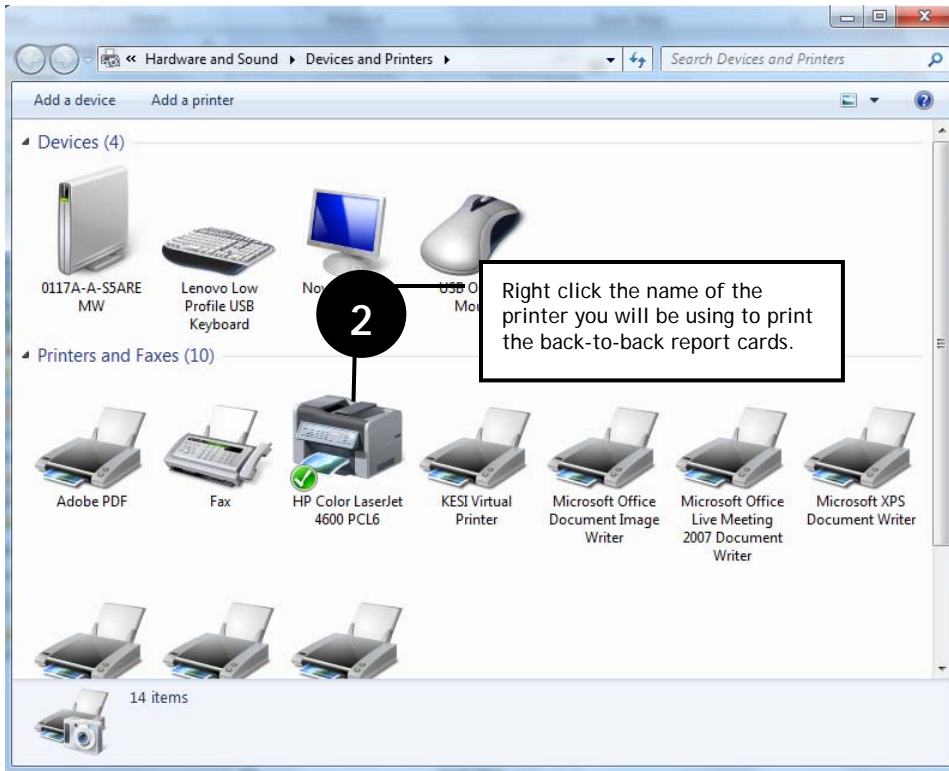 « Hardware and Sound ▸ Devices and Printers ▸
Search Devices and Printers
Add a device
Add a printer
Devices (4)
0117A-A-S5ARE
MW
Lenovo Low
Profile USB
Keyboard
USB
2
Right click the name of the
printer you will be using to print
the back-to-back report cards.
Printers and Faxes (10)
Adobe PDF
Fax
HP Color LaserJet
4600 PCL6
KESI Virtual
Printer
Microsoft Office
Document Image
Writer
Microsoft Office
Live Meeting
2007 Document
Writer
Microsoft XPS
Document Writer
14 items